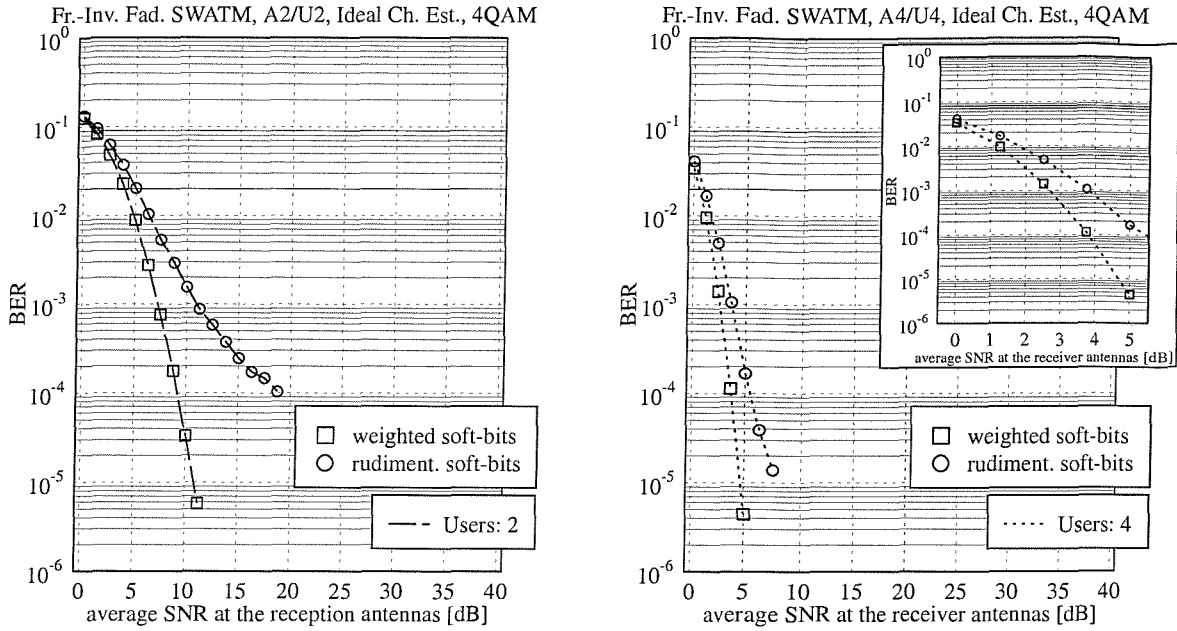 Fr.-Inv. Fad. SWATM, A2/U2, Ideal Ch. Est., 4QAM
10^0
10^-1
10^-2
10^-3
10^-4
10^-5
10^-6
BER
0 5 10 15 20 25 30 35 40
average SNR at the reception antennas [dB]
weighted soft-bits
rudiment. soft-bits
Users: 2
Fr.-Inv. Fad. SWATM, A4/U4, Ideal Ch. Est., 4QAM
10^0
10^-1
10^-2
10^-3
10^-4
10^-5
10^-6
BER
0 5 10 15 20 25 30 35 40
average SNR at the receiver antennas [dB]
10^0
10^-1
10^-2
10^-3
10^-4
10^-5
10^-6
BER
0 1 2 3 4 5
average SNR at the receiver antennas [dB]
weighted soft-bits
rudiment. soft-bits
Users: 4